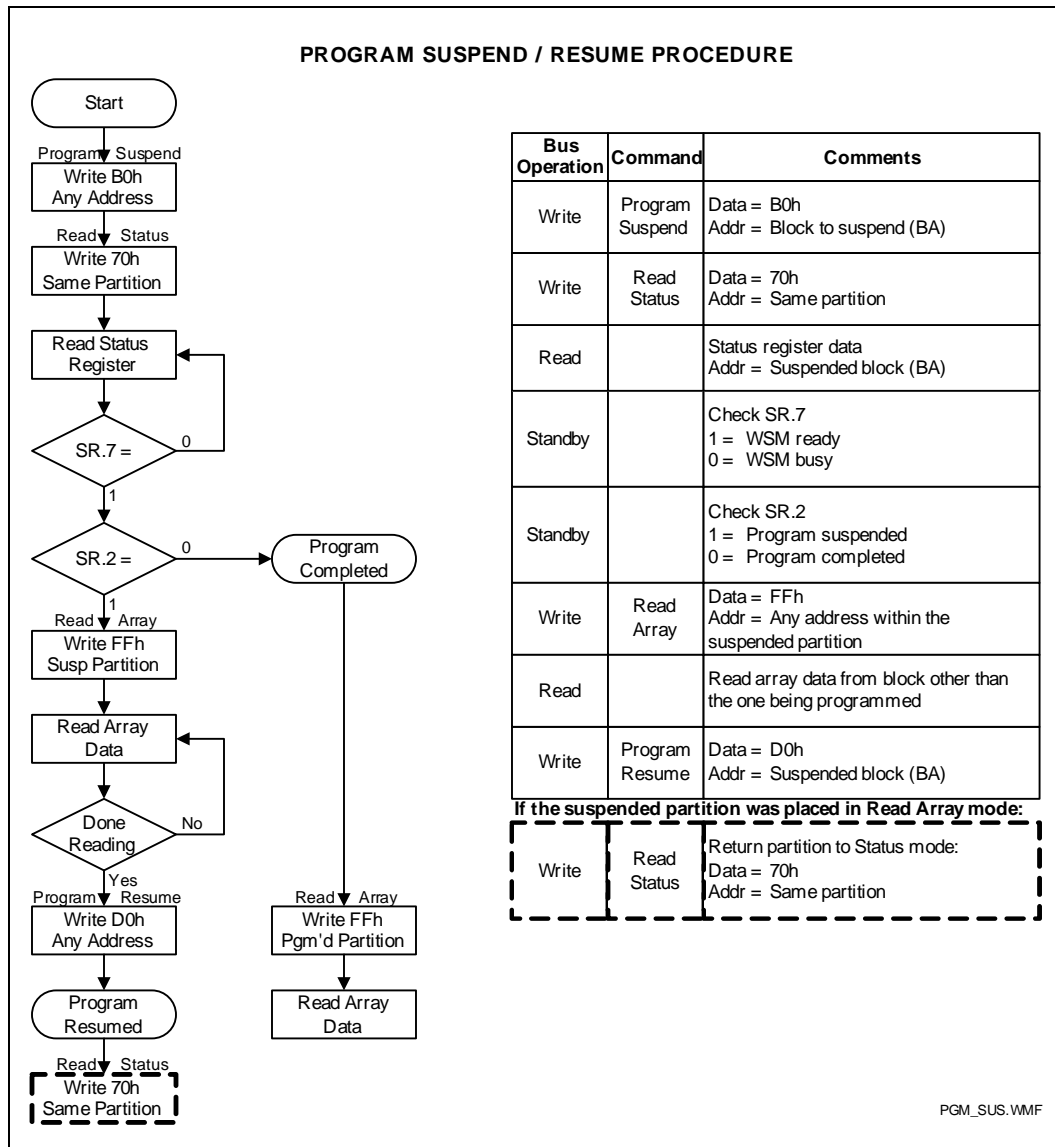 PROGRAM SUSPEND / RESUME PROCEDURE
Start
Program Suspend
Write B0h
Any Address
Read Status
Write 70h
Same Partition
Read Status
Register
SR.7 =
0
1
SR.2 =
0
Program
Completed
1
Read Array
Write FFh
Susp Partition
Read Array
Data
Done
Reading
No
Yes
Program Resume
Write D0h
Any Address
Program
Resumed
Read Status
Write 70h
Same Partition
Read Array
Write FFh
Pgm'd Partition
Read Array
Data
Bus
Operation
Command
Comments
Write
Program
Suspend
Data = B0h
Addr = Block to suspend (BA)
Write
Read
Status
Data = 70h
Addr = Same partition
Read
Status register data
Addr = Suspended block (BA)
Standby
Check SR.7
1 = WSM ready
0 = WSM busy
Standby
Check SR.2
1 = Program suspended
0 = Program completed
Write
Read
Array
Data = FFh
Addr = Any address within the
suspended partition
Read
Read array data from block other than
the one being programmed
Write
Program
Resume
Data = D0h
Addr = Suspended block (BA)
If the suspended partition was placed in Read Array mode:
Write
Read
Status
Return partition to Status mode:
Data = 70h
Addr = Same partition
PGM_SUS.WMF